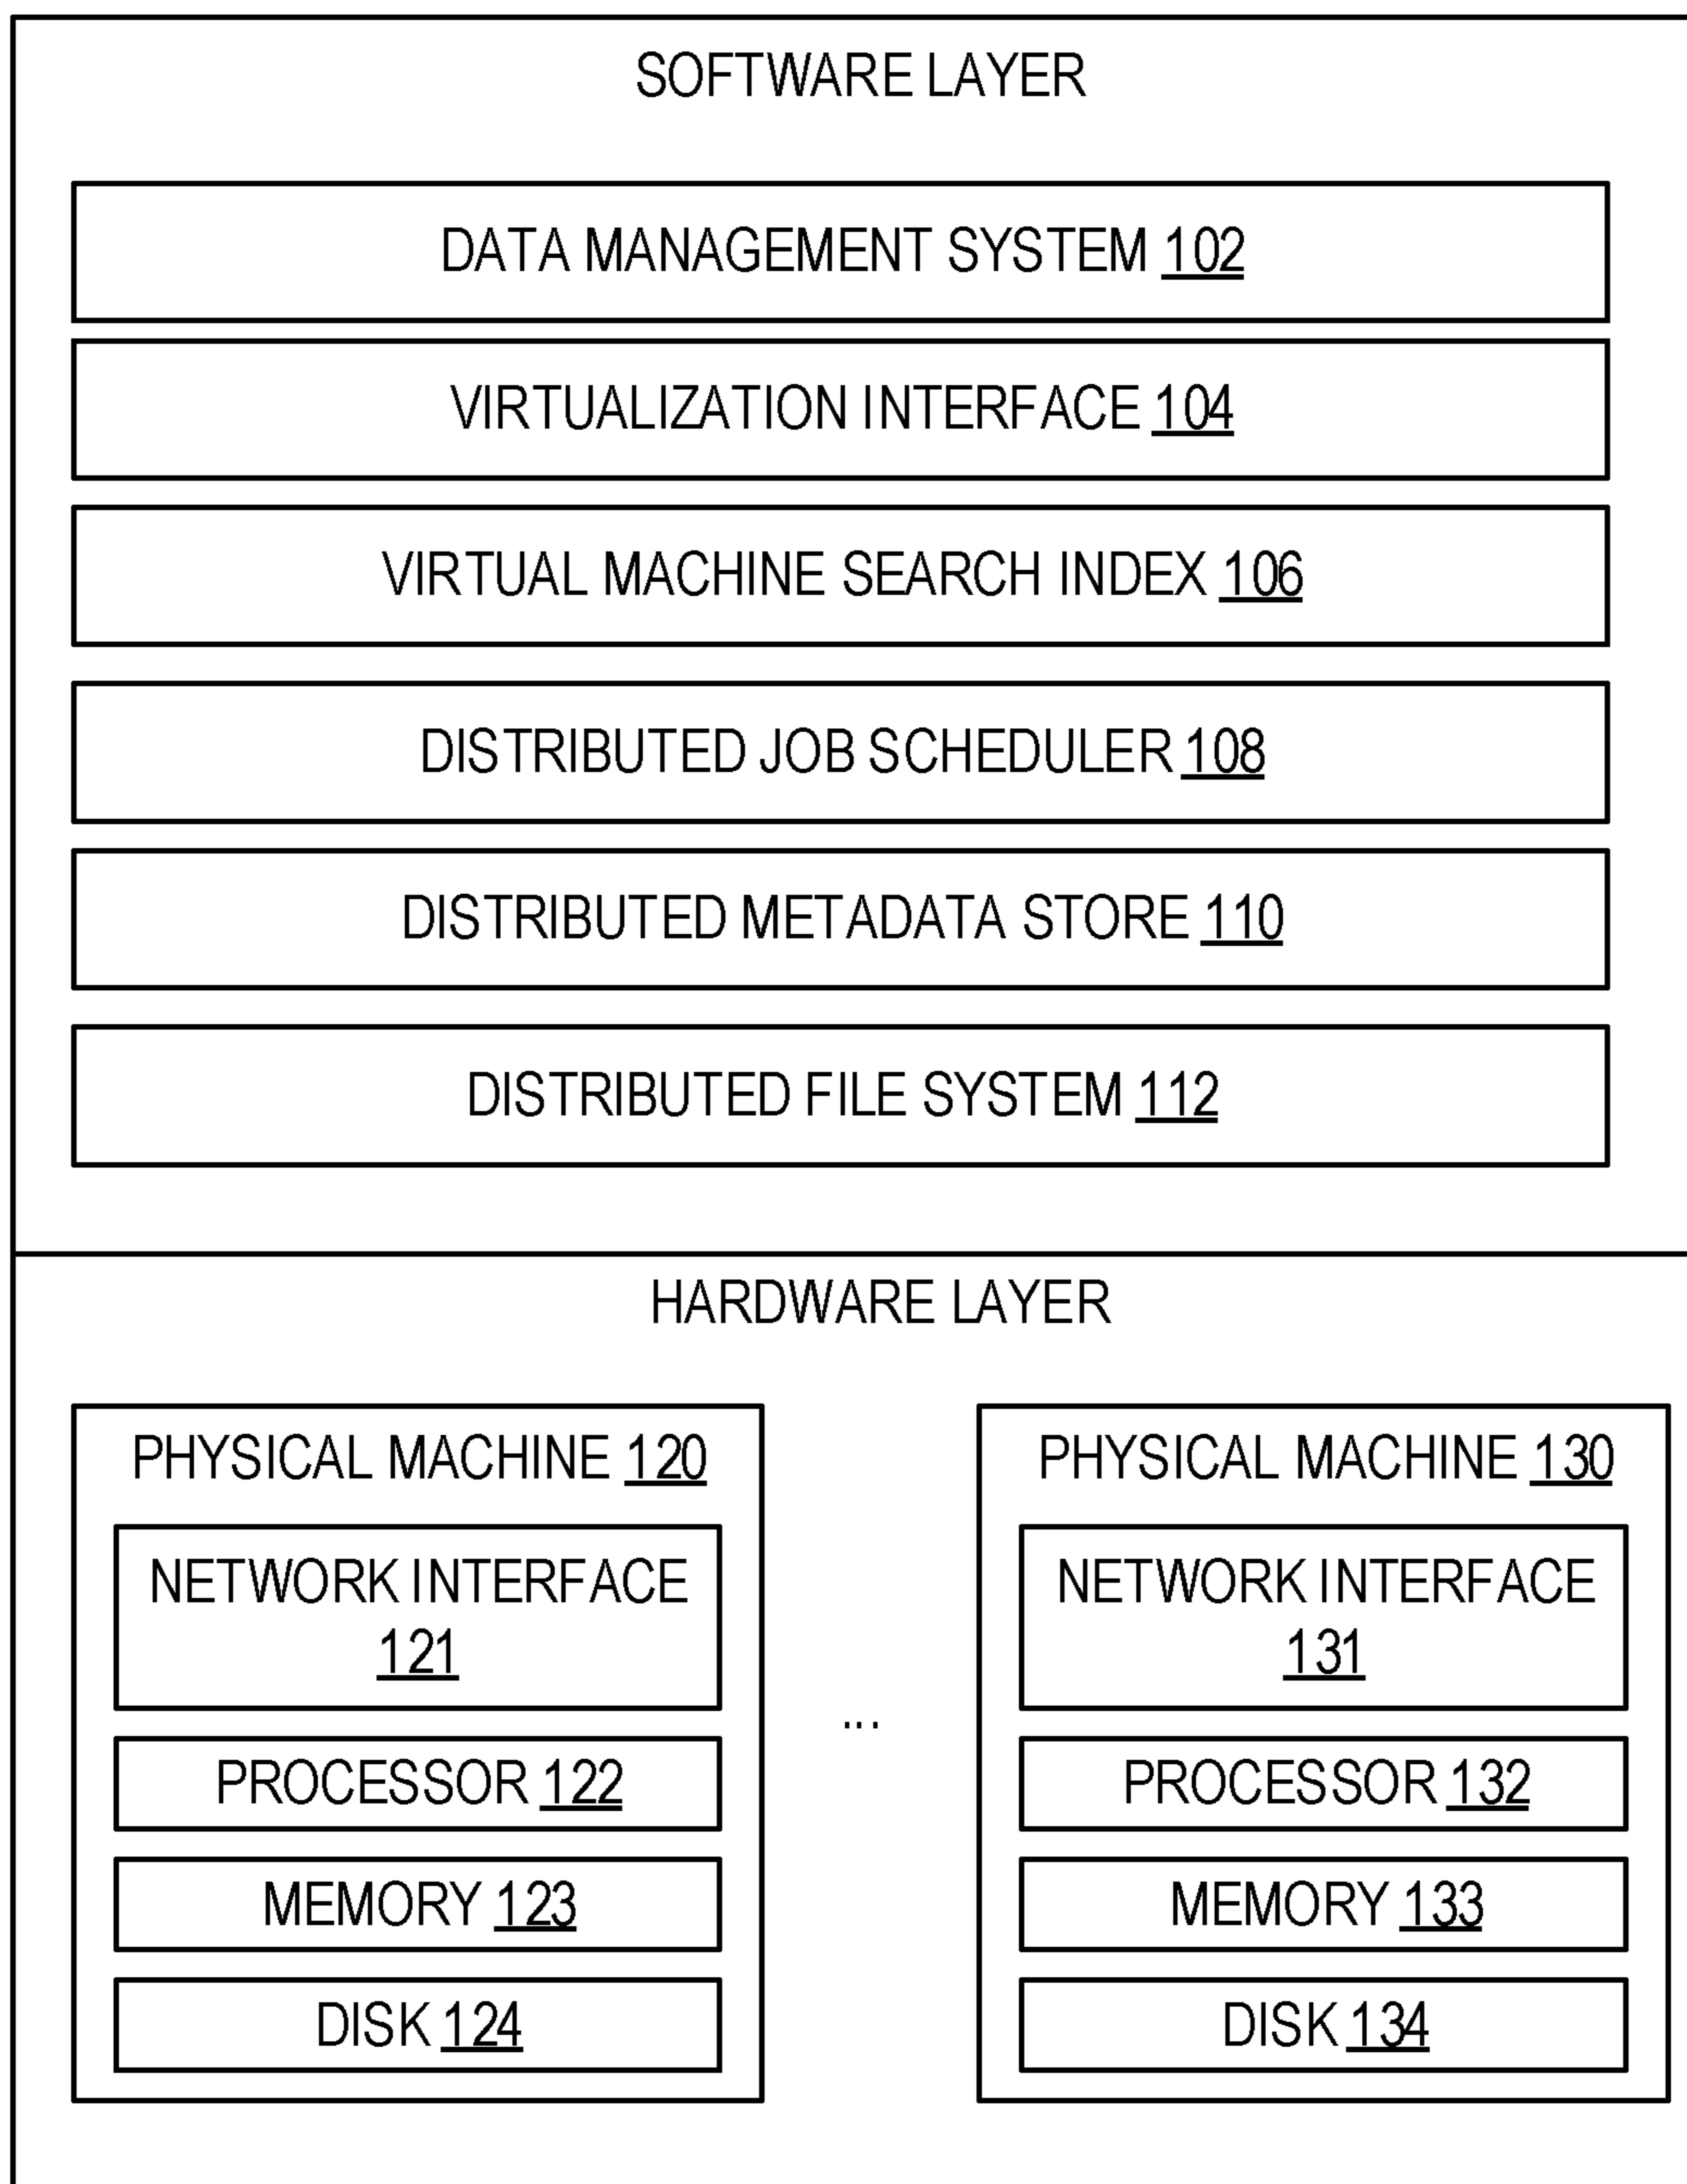 SOFTWARE LAYER
DATA MANAGEMENT SYSTEM 102
VIRTUALIZATION INTERFACE 104
VIRTUAL MACHINE SEARCH INDEX 106
DISTRIBUTED JOB SCHEDULER 108
DISTRIBUTED METADATA STORE 110
DISTRIBUTED FILE SYSTEM 112
HARDWARE LAYER
PHYSICAL MACHINE 120
NETWORK INTERFACE
121
PROCESSOR 122
MEMORY 123
DISK 124
...
PHYSICAL MACHINE 130
NETWORK INTERFACE
131
PROCESSOR 132
MEMORY 133
DISK 134